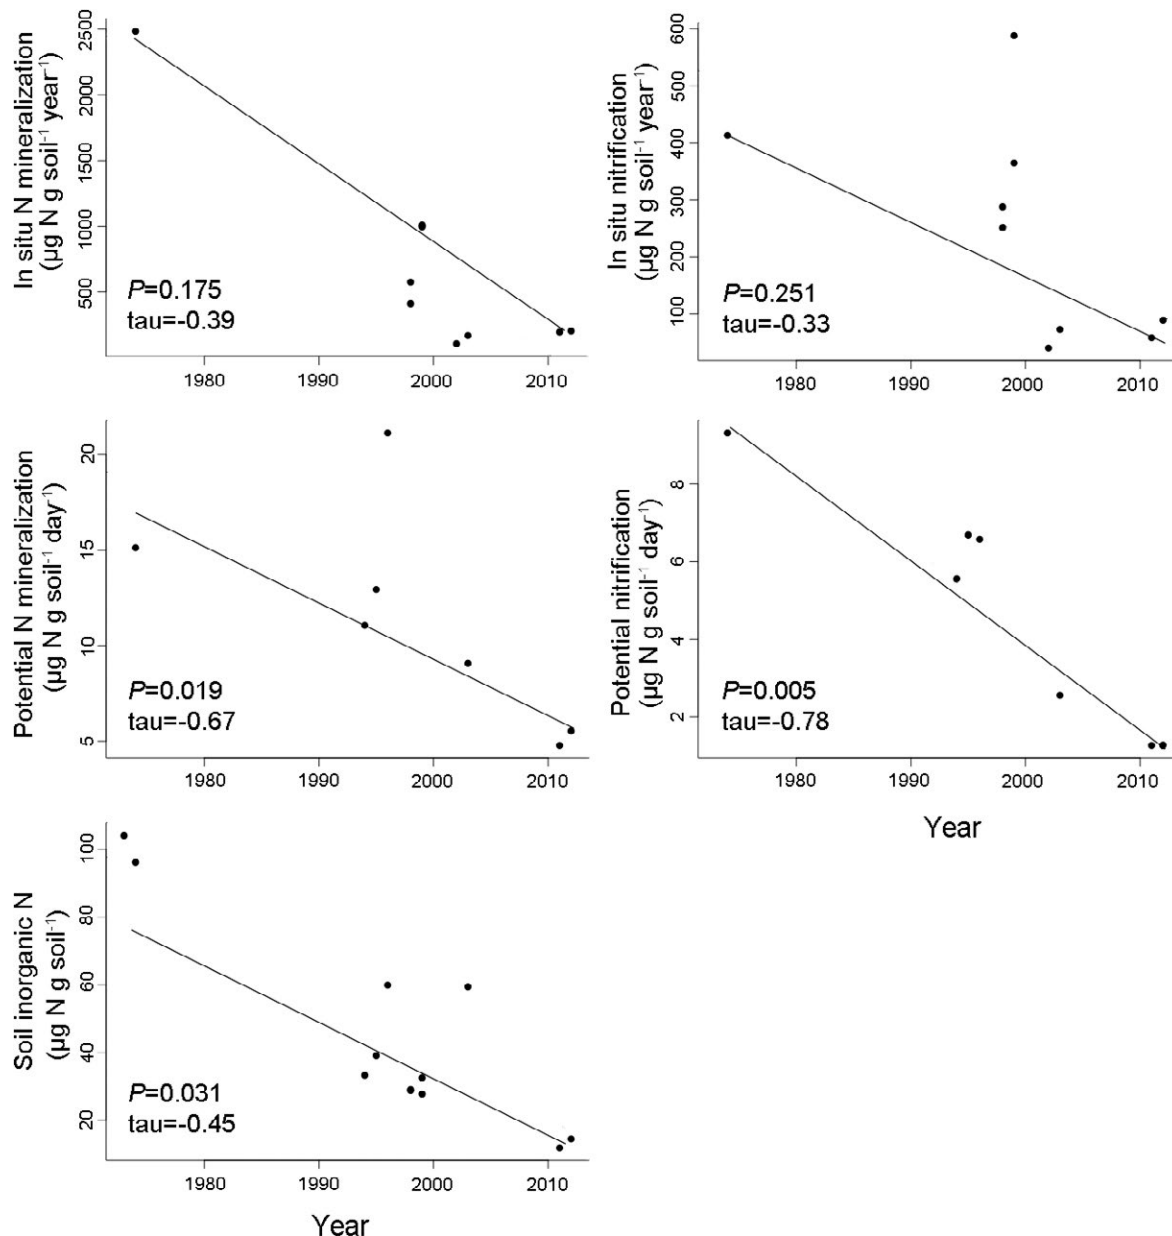 In situ N mineralization
(µg N g soil⁻¹ year⁻¹)
2500
2000
1500
1000
500
P=0.175
tau=-0.39
1980 1990 2000 2010
In situ nitrification
(µg N g soil⁻¹ year⁻¹)
600
500
400
300
200
100
P=0.251
tau=-0.33
1980 1990 2000 2010
Potential N mineralization
(µg N g soil⁻¹ day⁻¹)
20
15
10
5
P=0.019
tau=-0.67
1980 1990 2000 2010
Potential nitrification
(µg N g soil⁻¹ day⁻¹)
8
6
4
2
P=0.005
tau=-0.78
1980 1990 2000 2010
Year
Soil inorganic N
(µg N g soil⁻¹)
100
80
60
40
20
P=0.031
tau=-0.45
1980 1990 2000 2010
Year